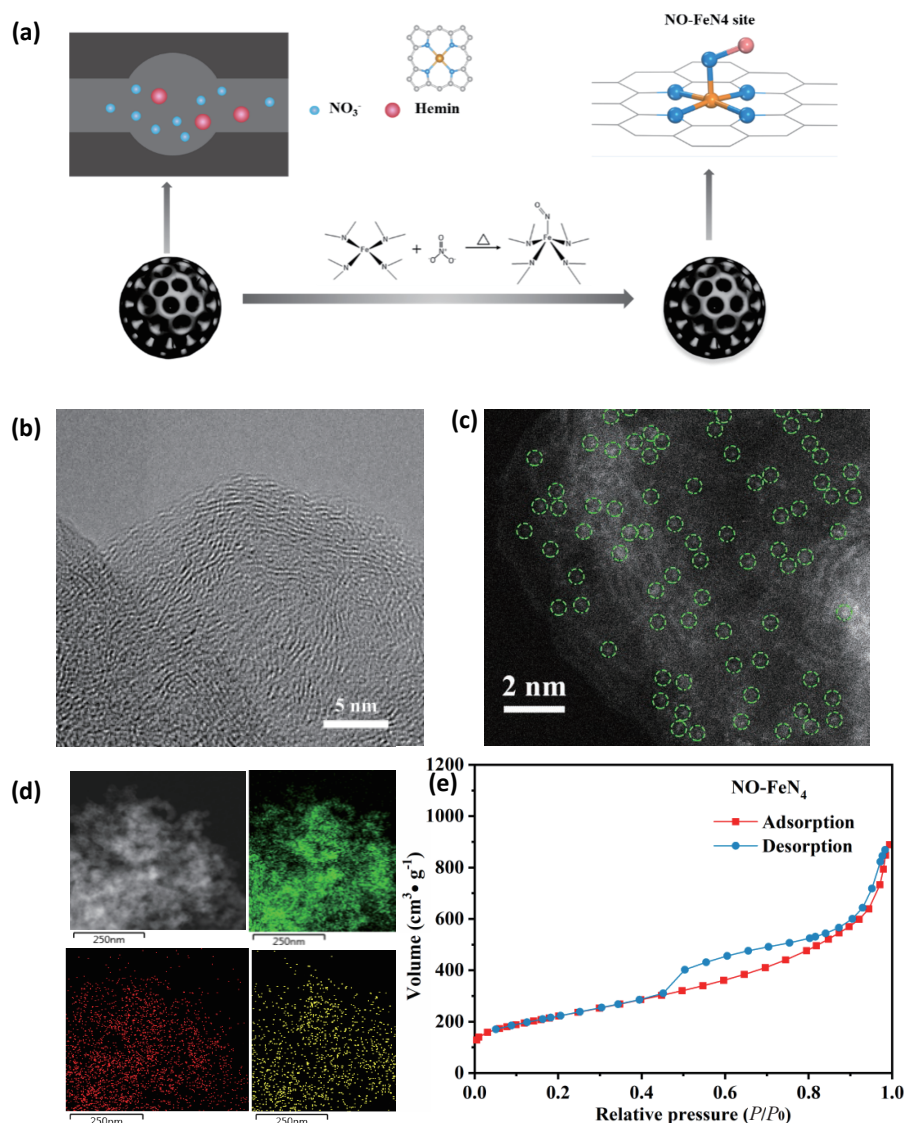 (a)
NO-FeN4 site
NO₃⁻
Hemin
O
N
N
N
Fe
N
N
+
O
N⁺
O⁻
O⁻
△
N
N
Fe
N
N
(b)
5 nm
(c)
2 nm
(d)
250nm
250nm
250nm
250nm
(e)
NO-FeN₄
Adsorption
Desorption
Volume (cm³• g⁻¹)
1200
1000
800
600
400
200
0
0.0
0.2
0.4
0.6
0.8
1.0
Relative pressure (P/P₀)